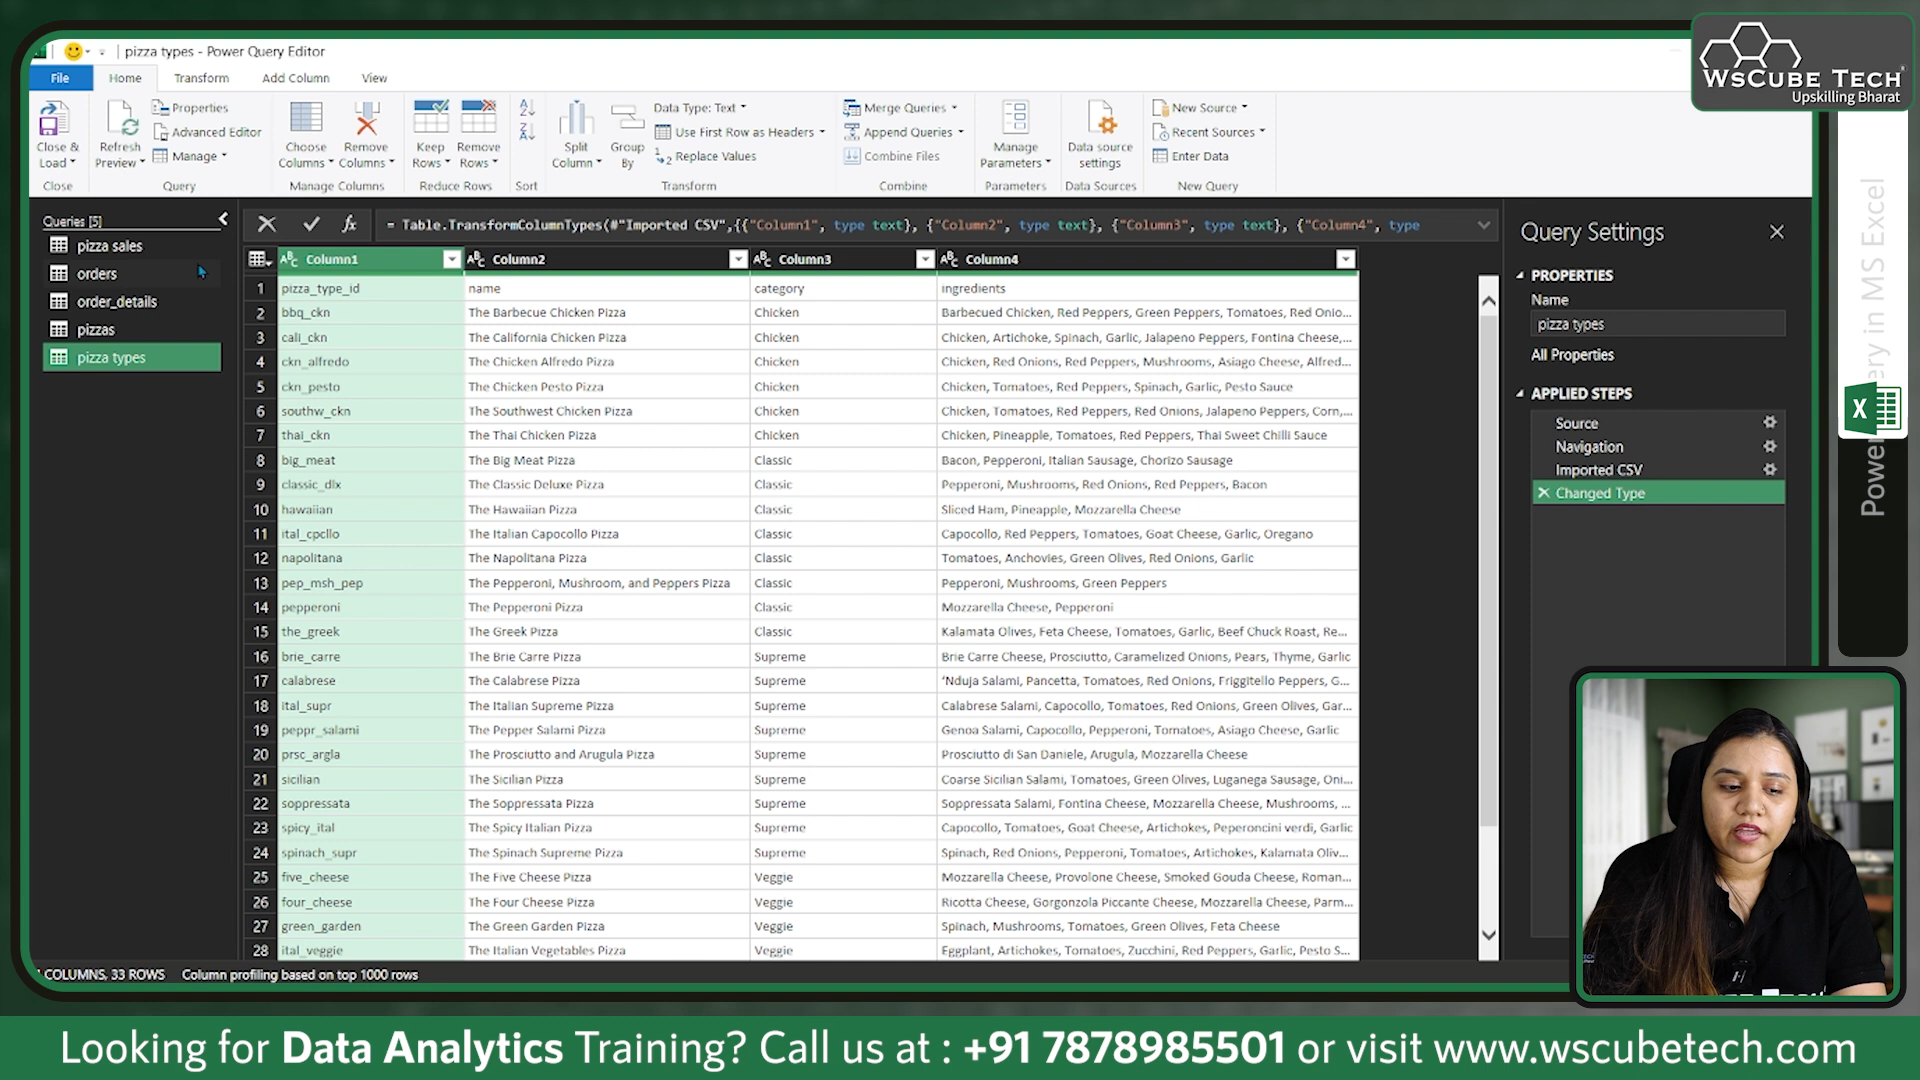 pizza types - Power Query Editor
File
Home
Transform
Add Column
View
Close &
Load
Close
Refresh
Preview
Properties
Advanced Editor
Manage
Query
Choose
Columns
Remove
Columns
Manage Columns
Keep
Rows
Remove
Rows
Reduce Rows
Sort
Split
Column
Group
By
Data Type: Text
Use First Row as Headers
Replace Values
Transform
Merge Queries
Append Queries
Combine Files
Combine
Manage
Parameters
Parameters
Data source
settings
Data Sources
New Source
Recent Sources
Enter Data
New Query
WsCube Tech
Upskilling Bharat
Queries [5]
pizza sales
orders
order_details
pizzas
pizza types
= Table.TransformColumnTypes(#"Imported CSV",{{"Column1", type text}, {"Column2", type text}, {"Column3", type text}, {"Column4", type
Column1 Column2 Column3 Column4
1 pizza_type_id name category ingredients
2 bbq_ckn The Barbecue Chicken Pizza Chicken Barbecued Chicken, Red Peppers, Green Peppers, Tomatoes, Red Onio...
3 cali_ckn The California Chicken Pizza Chicken Chicken, Artichoke, Spinach, Garlic, Jalapeno Peppers, Fontina Cheese,...
4 ckn_alfredo The Chicken Alfredo Pizza Chicken Chicken, Red Onions, Red Peppers, Mushrooms, Asiago Cheese, Alfred...
5 ckn_pesto The Chicken Pesto Pizza Chicken Chicken, Tomatoes, Red Peppers, Spinach, Garlic, Pesto Sauce
6 southw_ckn The Southwest Chicken Pizza Chicken Chicken, Tomatoes, Red Peppers, Red Onions, Jalapeno Peppers, Corn,...
7 thai_ckn The Thai Chicken Pizza Chicken Chicken, Pineapple, Tomatoes, Red Peppers, Thai Sweet Chilli Sauce
8 big_meat The Big Meat Pizza Classic Bacon, Pepperoni, Italian Sausage, Chorizo Sausage
9 classic_dlx The Classic Deluxe Pizza Classic Pepperoni, Mushrooms, Red Onions, Red Peppers, Bacon
10 hawaiian The Hawaiian Pizza Classic Sliced Ham, Pineapple, Mozzarella Cheese
11 ital_cpcllo The Italian Capocollo Pizza Classic Capocollo, Red Peppers, Tomatoes, Goat Cheese, Garlic, Oregano
12 napolitana The Napolitana Pizza Classic Tomatoes, Anchovies, Green Olives, Red Onions, Garlic
13 pep_msh_pep The Pepperoni, Mushroom, and Peppers Pizza Classic Pepperoni, Mushrooms, Green Peppers
14 pepperoni The Pepperoni Pizza Classic Mozzarella Cheese, Pepperoni
15 the_greek The Greek Pizza Classic Kalamata Olives, Feta Cheese, Tomatoes, Garlic, Beef Chuck Roast, Re...
16 brie_carre The Brie Carre Pizza Supreme Brie Carre Cheese, Prosciutto, Caramelized Onions, Pears, Thyme, Garlic
17 calabrese The Calabrese Pizza Supreme ‘Nduja Salami, Pancetta, Tomatoes, Red Onions, Friggitello Peppers, G...
18 ital_supr The Italian Supreme Pizza Supreme Calabrese Salami, Capocollo, Tomatoes, Red Onions, Green Olives, Gar...
19 peppr_salami The Pepper Salami Pizza Supreme Genoa Salami, Capocollo, Pepperoni, Tomatoes, Asiago Cheese, Garlic
20 prsc_argla The Prosciutto and Arugula Pizza Supreme Prosciutto di San Daniele, Arugula, Mozzarella Cheese
21 sicilian The Sicilian Pizza Supreme Coarse Sicilian Salami, Tomatoes, Green Olives, Luganega Sausage, Oni...
22 soppressata The Soppressata Pizza Supreme Soppressata Salami, Fontina Cheese, Mozzarella Cheese, Mushrooms, ...
23 spicy_ital The Spicy Italian Pizza Supreme Capocollo, Tomatoes, Goat Cheese, Artichokes, Peperoncini verdi, Garlic
24 spinach_supr The Spinach Supreme Pizza Supreme Spinach, Red Onions, Pepperoni, Tomatoes, Artichokes, Kalamata Oliv...
25 five_cheese The Five Cheese Pizza Veggie Mozzarella Cheese, Provolone Cheese, Smoked Gouda Cheese, Roman...
26 four_cheese The Four Cheese Pizza Veggie Ricotta Cheese, Gorgonzola Piccante Cheese, Mozzarella Cheese, Parm...
27 green_garden The Green Garden Pizza Veggie Spinach, Mushrooms, Tomatoes, Green Olives, Feta Cheese
28 ital_veggie The Italian Vegetables Pizza Veggie Eggplant, Artichokes, Tomatoes, Zucchini, Red Peppers, Garlic, Pesto S...
COLUMNS, 33 ROWS Column profiling based on top 1000 rows
Query Settings
PROPERTIES
Name
pizza types
All Properties
APPLIED STEPS
Source
Navigation
Imported CSV
Changed Type
ery in MS Excel
Power
Looking for Data Analytics Training? Call us at : +91 7878985501 or visit www.wscubetech.com